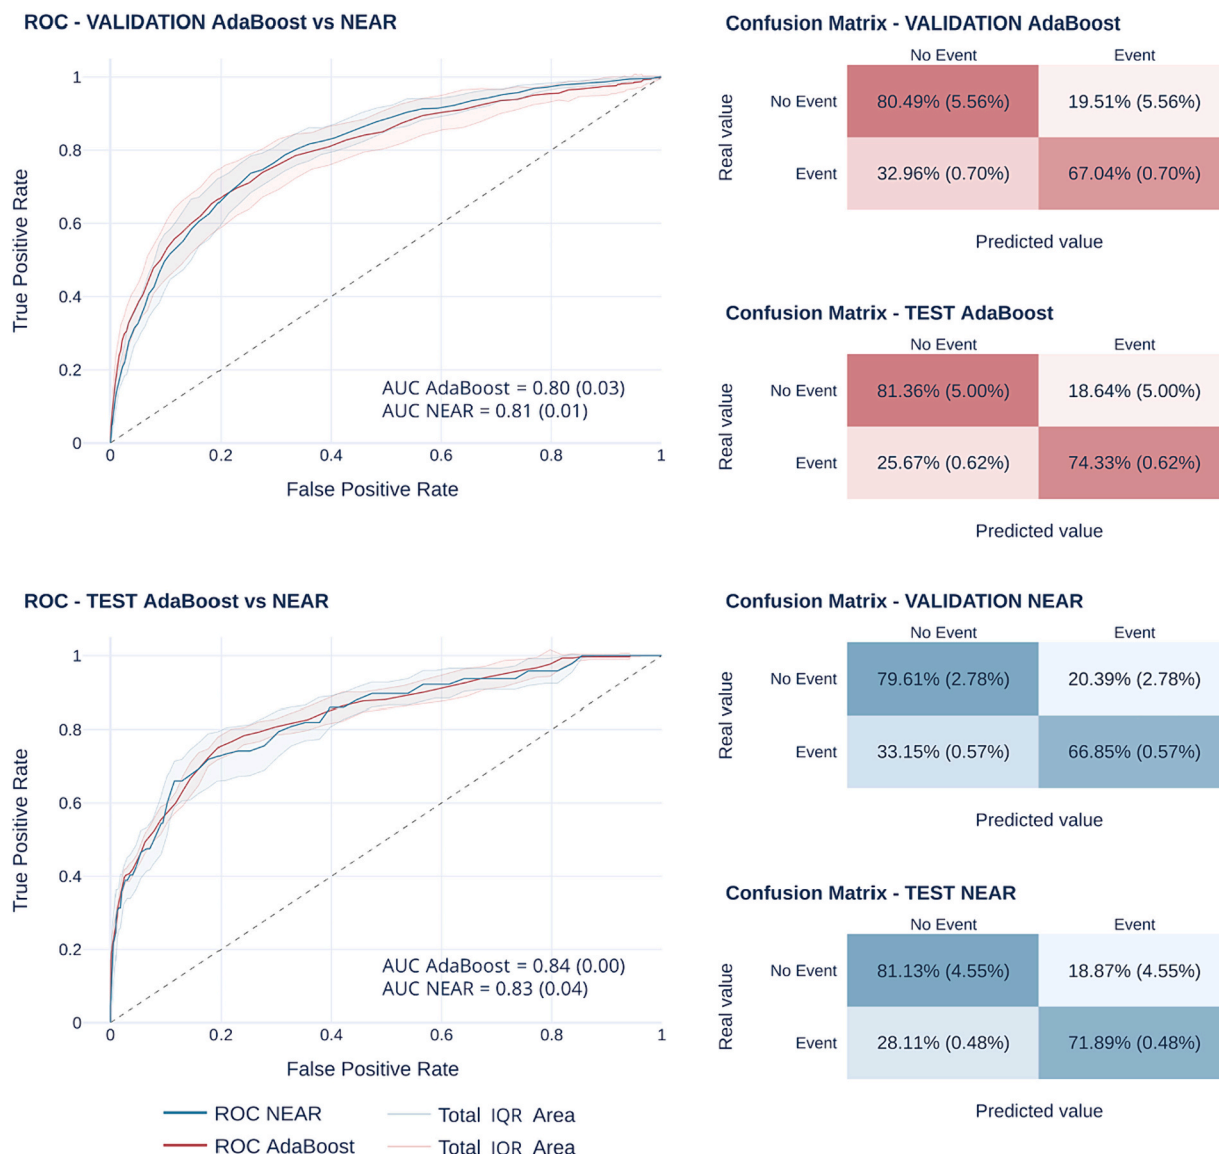 ROC - VALIDATION AdaBoost vs NEAR
1
0.8
0.6
0.4
0.2
0
True Positive Rate
AUC AdaBoost = 0.80 (0.03)
AUC NEAR = 0.81 (0.01)
0 0.2 0.4 0.6 0.8 1
False Positive Rate
Confusion Matrix - VALIDATION AdaBoost
No Event Event
Real value
No Event 80.49% (5.56%) 19.51% (5.56%)
Event 32.96% (0.70%) 67.04% (0.70%)
Predicted value
Confusion Matrix - TEST AdaBoost
No Event Event
Real value
No Event 81.36% (5.00%) 18.64% (5.00%)
Event 25.67% (0.62%) 74.33% (0.62%)
Predicted value
ROC - TEST AdaBoost vs NEAR
1
0.8
0.6
0.4
0.2
0
True Positive Rate
AUC AdaBoost = 0.84 (0.00)
AUC NEAR = 0.83 (0.04)
0 0.2 0.4 0.6 0.8 1
False Positive Rate
ROC NEAR Total IQR Area
ROC AdaBoost Total IQR Area
Confusion Matrix - VALIDATION NEAR
No Event Event
Real value
No Event 79.61% (2.78%) 20.39% (2.78%)
Event 33.15% (0.57%) 66.85% (0.57%)
Predicted value
Confusion Matrix - TEST NEAR
No Event Event
Real value
No Event 81.13% (4.55%) 18.87% (4.55%)
Event 28.11% (0.48%) 71.89% (0.48%)
Predicted value